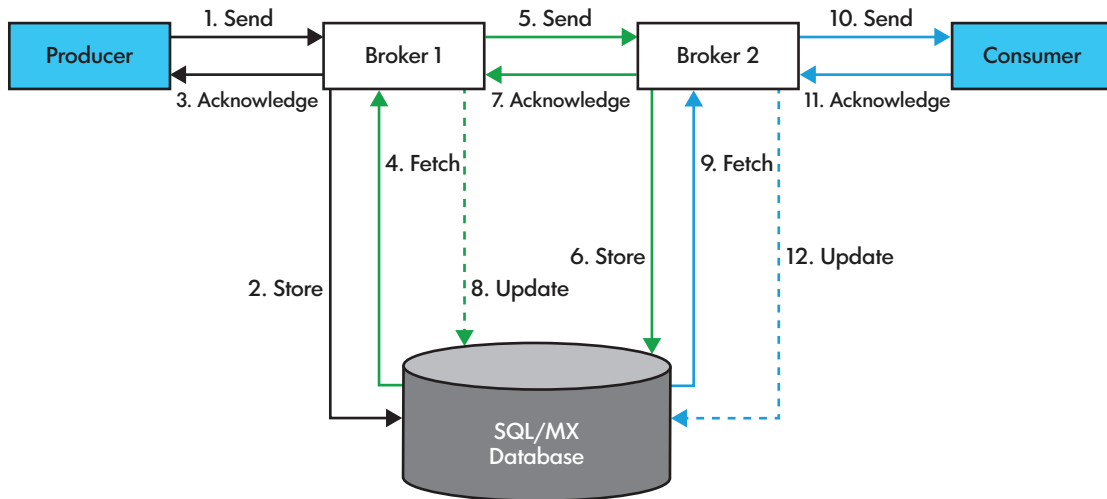 1. Send
5. Send
10. Send
Producer
Broker 1
Broker 2
Consumer
3. Acknowledge
7. Acknowledge
11. Acknowledge
4. Fetch
9. Fetch
6. Store
12. Update
2. Store
8. Update
SQL/MX
Database